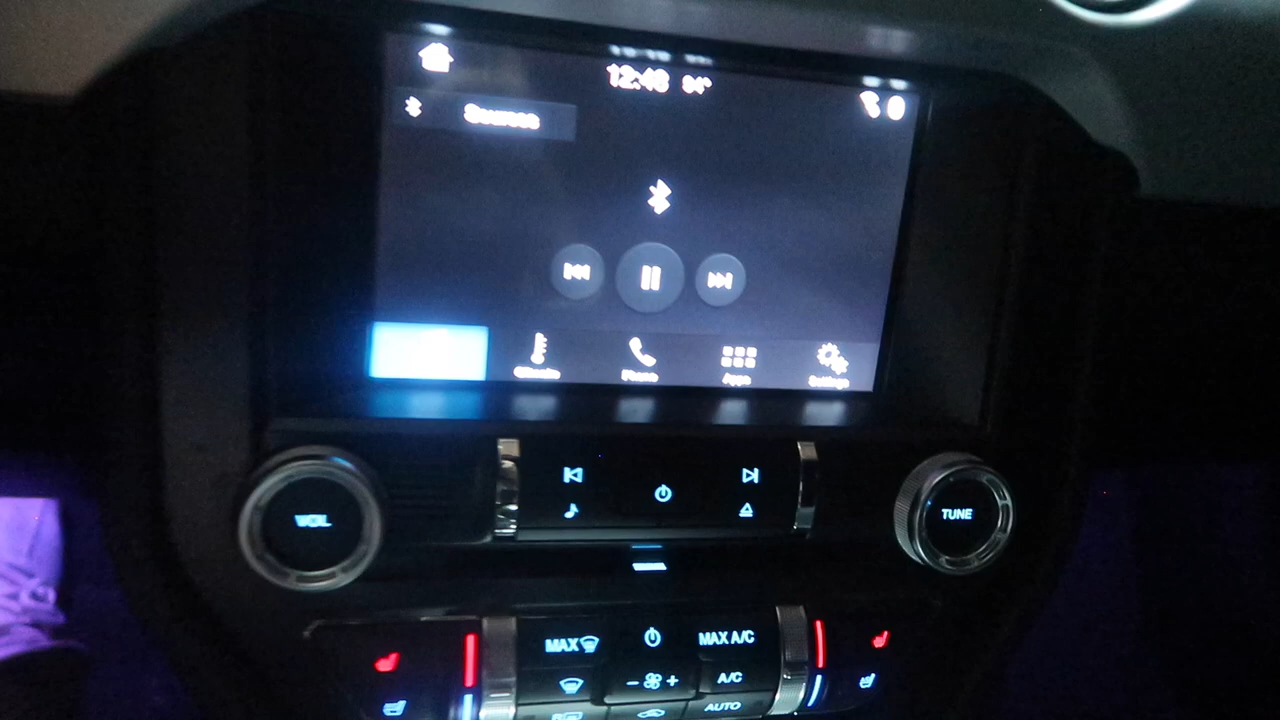 12:48
Sources
Climate
Phone
Apps
Settings
VOL
TUNE
MAX
MAX A/C
- +
A/C
AUTO